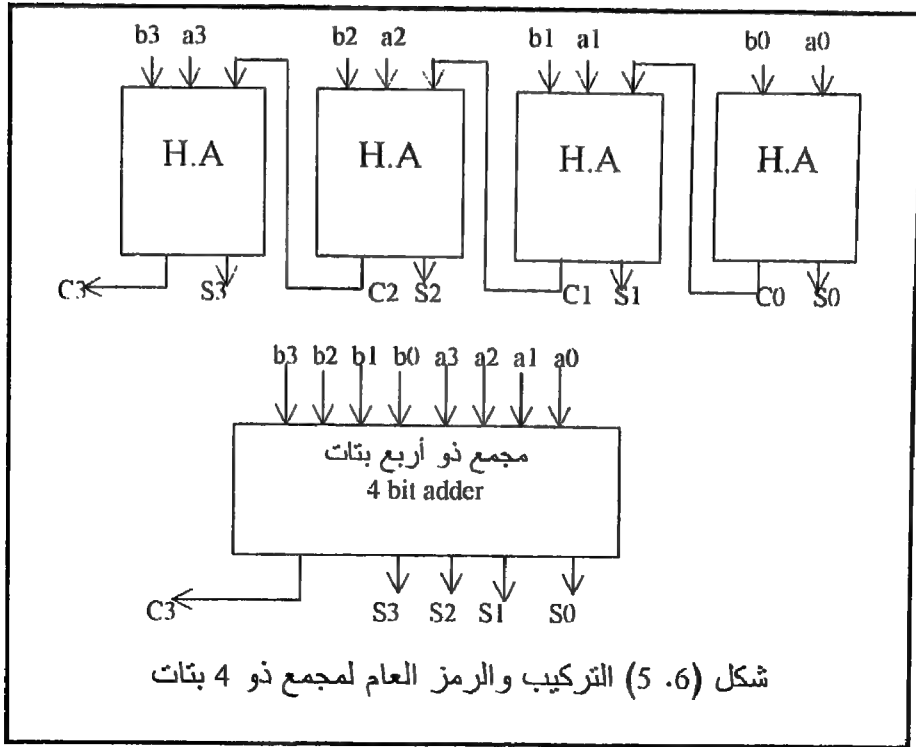 b3 a3 b2 a2 b1 a1 b0 a0
H.A H.A H.A H.A
C3 S3 C2 S2 C1 S1 C0 S0
b3 b2 b1 b0 a3 a2 a1 a0
مجمع ذو أربع بتات
4 bit adder
C3 S3 S2 S1 S0
شكل (6. 5) التركيب والرمز العام لمجمع ذو 4 بتات